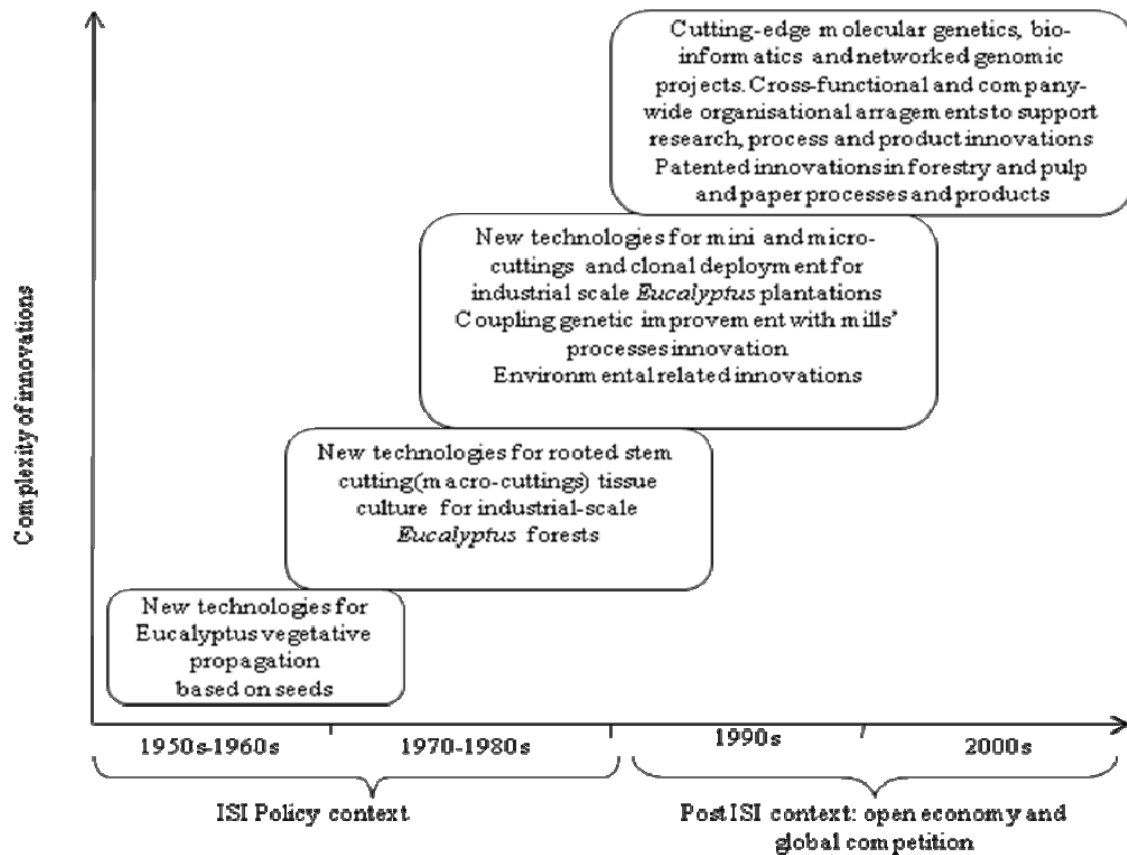 Cutting-edge molecular genetics, bio-
informatics and networked genomic
projects. Cross-functional and company-
wide organisational arragements to support
research, process and product innovations
Patented innovations in forestry and pulp
and paper processes and products
New technologies for mini and micro-
cuttings and clonal deployment for
industrial scale Eucalyptus plantations
Coupling genetic improvement with mills'
processes innovation
Environmental related innovations
New technologies for rooted stem
cutting(macro-cuttings) tissue
culture for industrial-scale
Eucalyptus forests
New technologies for
Eucalyptus vegetative
propagation
based on seeds
Complexity of innovations
1950s-1960s
1970-1980s
1990s
2000s
ISI Policy context
Post ISI context: open economy and
global competition